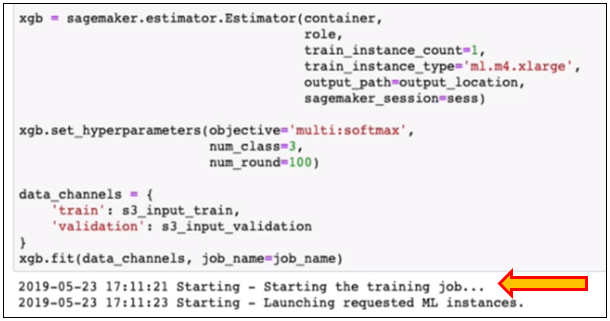 xgb = sagemaker.estimator.Estimator(container,
role,
train_instance_count=1,
train_instance_type='ml.m4.xlarge',
output_path=output_location,
sagemaker_session=sess)
xgb.set_hyperparameters(objective='multi:softmax',
num_class=3,
num_round=100)
data_channels = {
'train': s3_input_train,
'validation': s3_input_validation
}
xgb.fit(data_channels, job_name=job_name)
2019-05-23 17:11:21 Starting - Starting the training job...
2019-05-23 17:11:23 Starting - Launching requested ML instances.